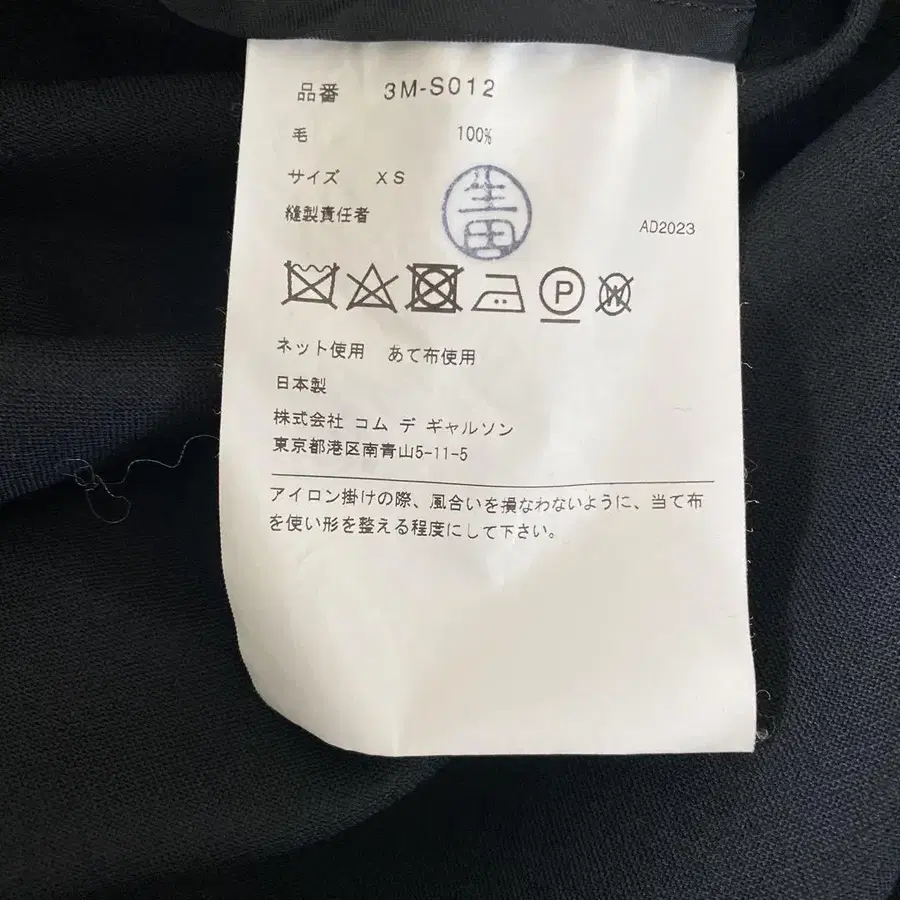 品番 3M-S012
毛 100%
サイズ XS
縫製責任者
生田
AD2023
P
W
ネット使用 あて布使用
日本製
株式会社 コム デ ギャルソン
東京都港区南青山5-11-5
アイロン掛けの際、風合いを損なわないように、当て布
を使い形を整える程度にして下さい。